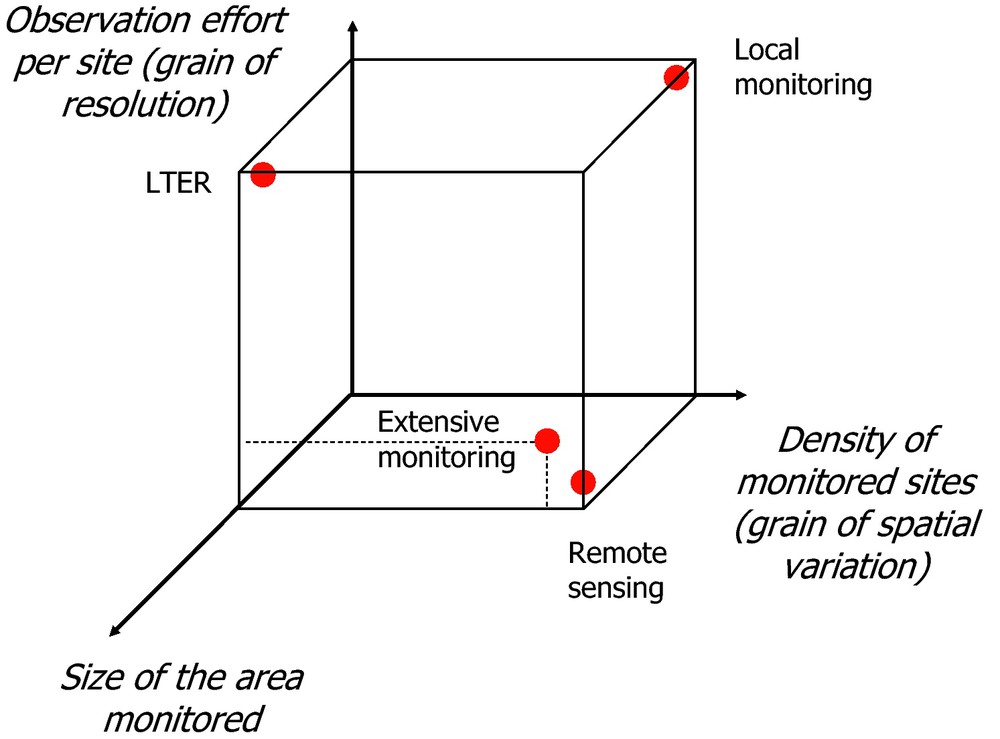 Observation effort
per site (grain of
resolution)
Local
monitoring
LTER
Extensive
monitoring
Density of
monitored sites
(grain of spatial
variation)
Remote
sensing
Size of the area
monitored